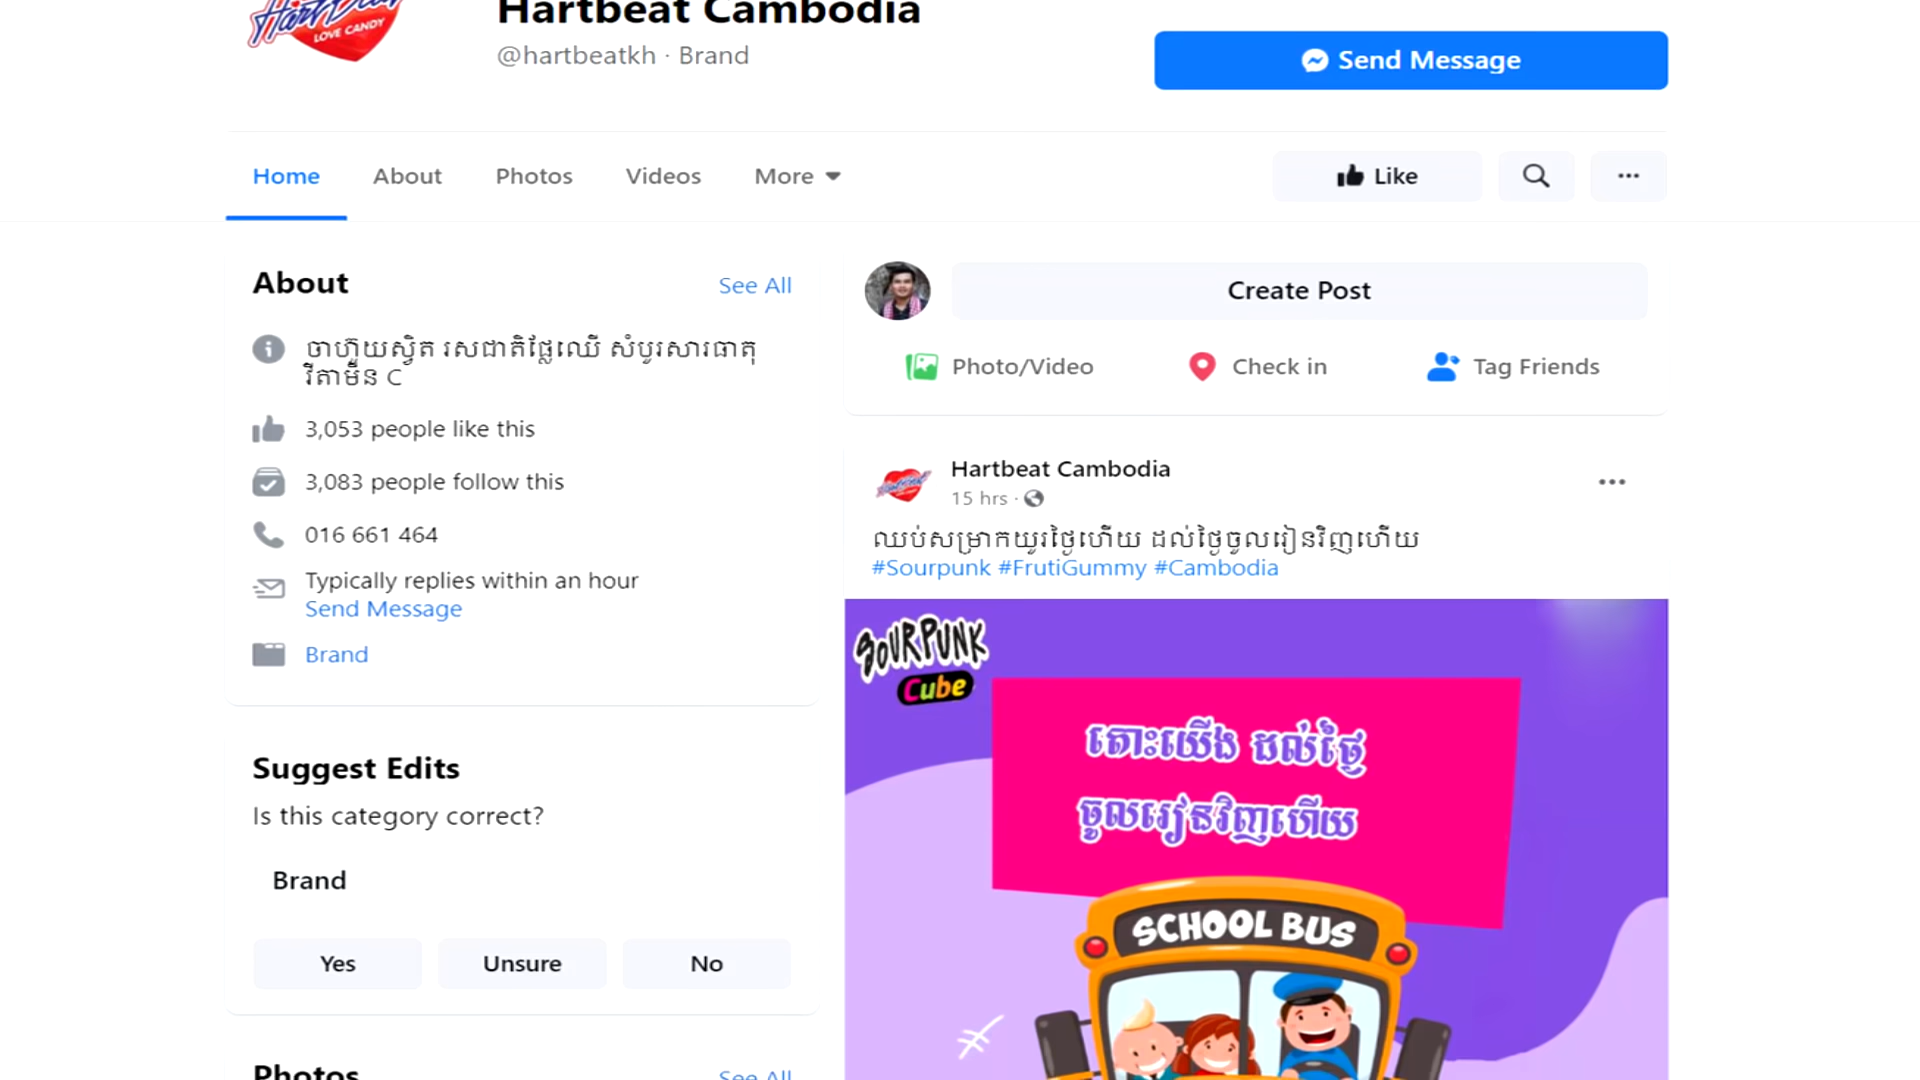 HartBeat
LOVE CANDY
Hartbeat Cambodia
@hartbeatkh · Brand
Send Message
Home
About
Photos
Videos
More
Like
About
See All
ចាហ៊ួយស្វិត រសជាតិផ្លែឈើ សំបូរសារធាតុ
វីតាមីន C
3,053 people like this
3,083 people follow this
016 661 464
Typically replies within an hour
Send Message
Brand
Suggest Edits
Is this category correct?
Brand
Yes
Unsure
No
Photos
See All
Create Post
Photo/Video
Check in
Tag Friends
Hartbeat Cambodia
15 hrs ·
ឈប់សម្រាកយូរថ្ងៃហើយ ដល់ថ្ងៃចូលរៀនវិញហើយ
#Sourpunk #FrutiGummy #Cambodia
SOURPUNK
Cube
តោះយើង ដល់ថ្ងៃ
ចូលរៀនវិញហើយ
SCHOOL BUS